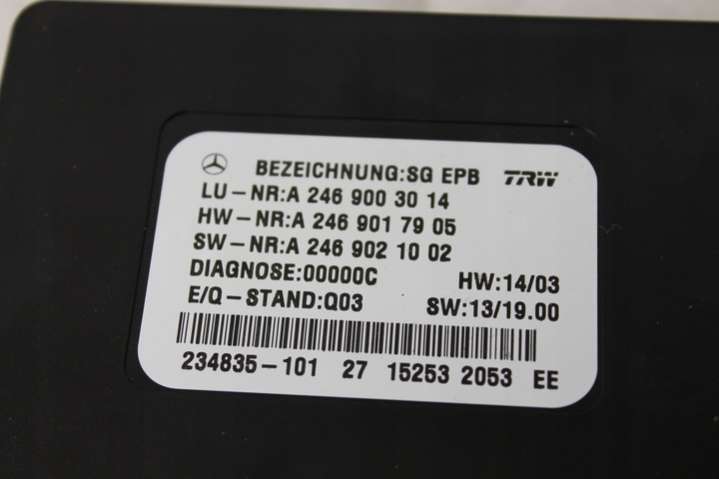 BEZEICHNUNG:SG EPB TRW
LU-NR:A 246 900 30 14
HW-NR:A 246 901 79 05
SW-NR:A 246 902 10 02
DIAGNOSE:00000C HW:14/03
E/Q-STAND:Q03 SW:13/19.00
234835-101 27 15253 2053 EE